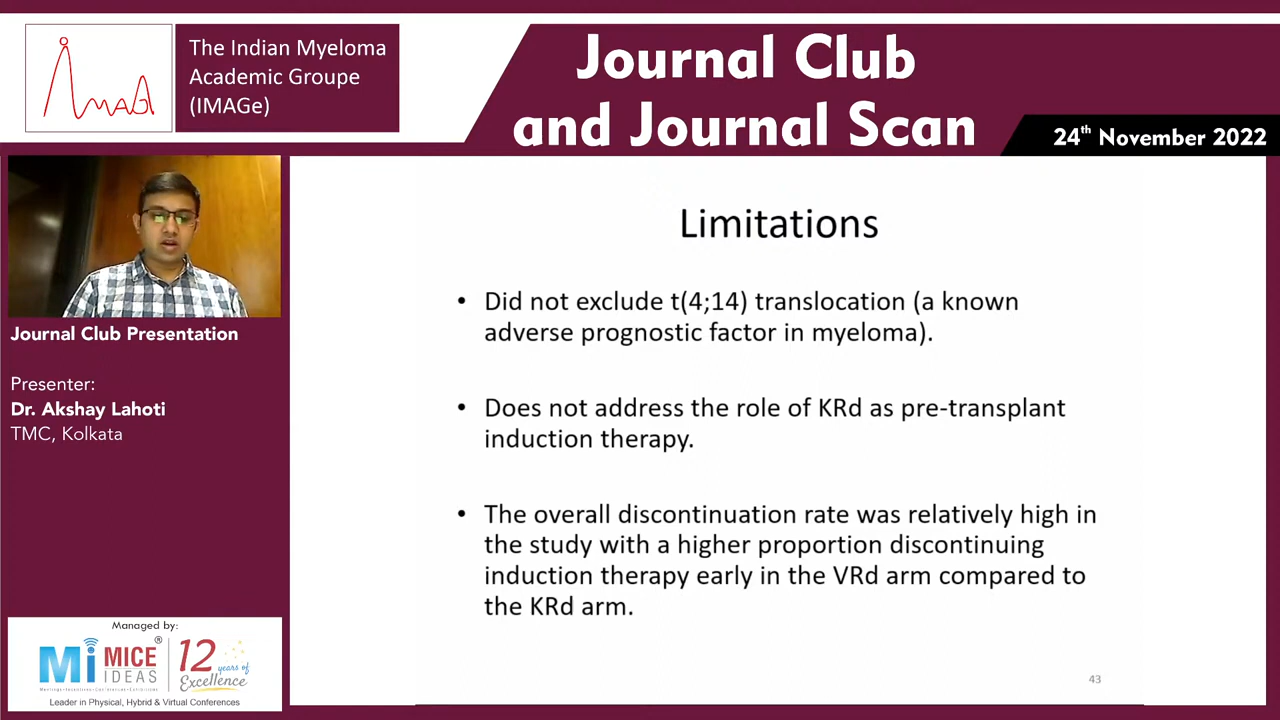 The Indian Myeloma
Academic Groupe
(IMAGe)
Journal Club
and Journal Scan
24th November 2022
Journal Club Presentation
Presenter:
Dr. Akshay Lahoti
TMC, Kolkata
Limitations
• Did not exclude t(4;14) translocation (a known
adverse prognostic factor in myeloma).
• Does not address the role of KRd as pre-transplant
induction therapy.
• The overall discontinuation rate was relatively high in
the study with a higher proportion discontinuing
induction therapy early in the VRd arm compared to
the KRd arm.
43
Managed by:
Mi MICE IDEAS ®
12 years of Excellence
Leader in Physical, Hybrid & Virtual Conferences